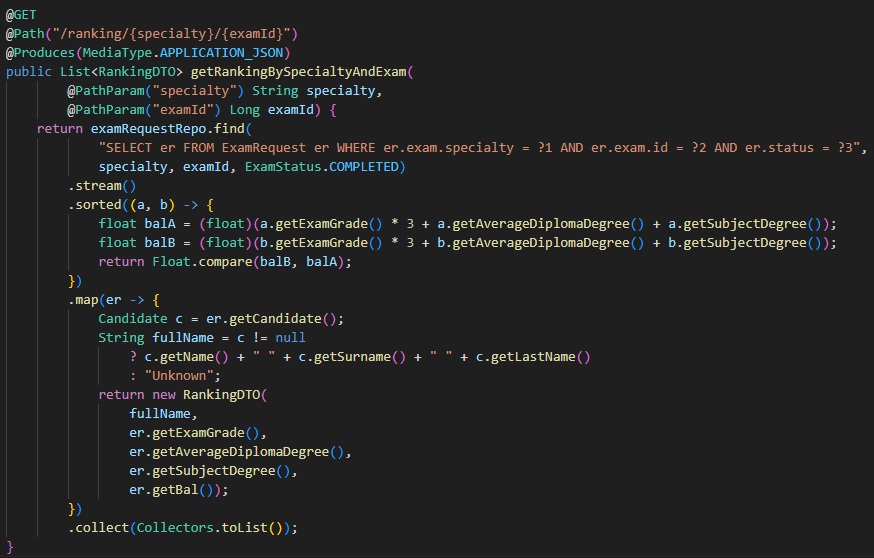 @GET
@Path("/ranking/{specialty}/{examId}")
@Produces(MediaType.APPLICATION_JSON)
public List<RankingDTO> getRankingBySpecialtyAndExam(
        @PathParam("specialty") String specialty,
        @PathParam("examId") Long examId) {
    return examRequestRepo.find(
            "SELECT er FROM ExamRequest er WHERE er.exam.specialty = ?1 AND er.exam.id = ?2 AND er.status = ?3",
            specialty, examId, ExamStatus.COMPLETED)
        .stream()
        .sorted((a, b) -> {
            float balA = (float)(a.getExamGrade() * 3 + a.getAverageDiplomaDegree() + a.getSubjectDegree());
            float balB = (float)(b.getExamGrade() * 3 + b.getAverageDiplomaDegree() + b.getSubjectDegree());
            return Float.compare(balB, balA);
        })
        .map(er -> {
            Candidate c = er.getCandidate();
            String fullName = c != null
                ? c.getName() + " " + c.getSurname() + " " + c.getLastName()
                : "Unknown";
            return new RankingDTO(
                fullName,
                er.getExamGrade(),
                er.getAverageDiplomaDegree(),
                er.getSubjectDegree(),
                er.getBal());
        })
        .collect(Collectors.toList());
}